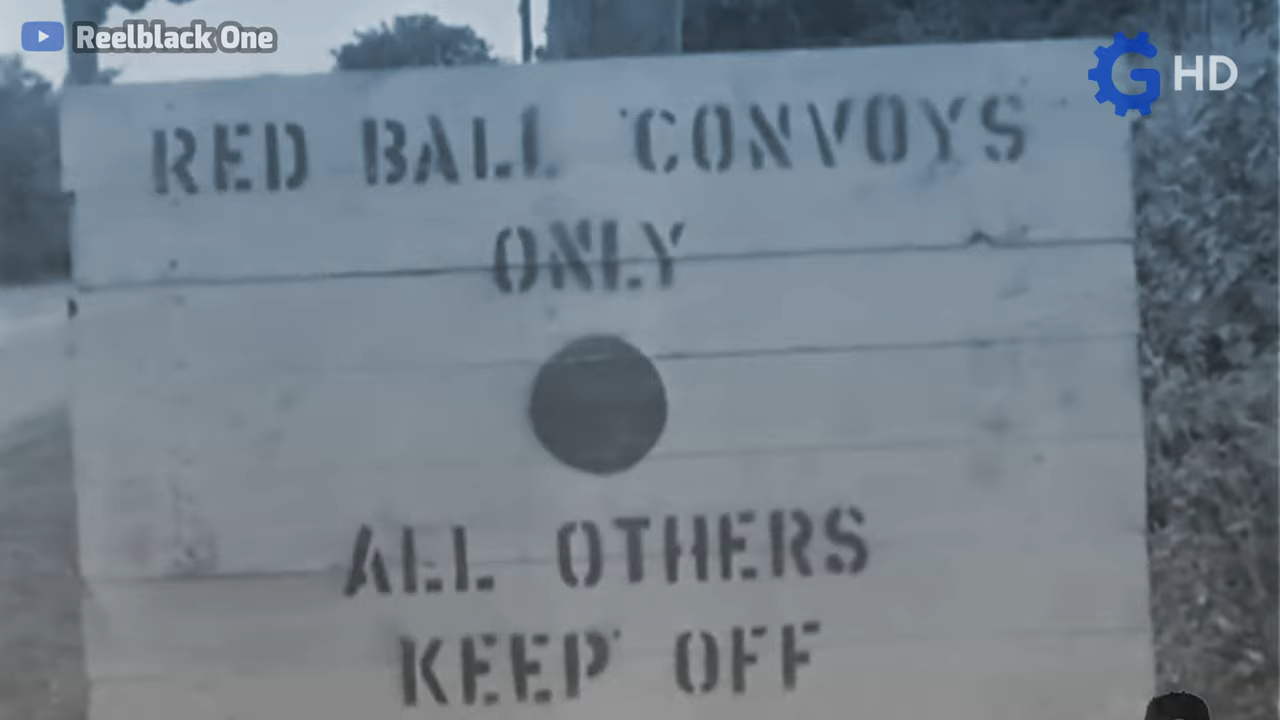 Reelblack One
G HD
RED BALL CONVOYS
ONLY
ALL OTHERS
KEEP OFF